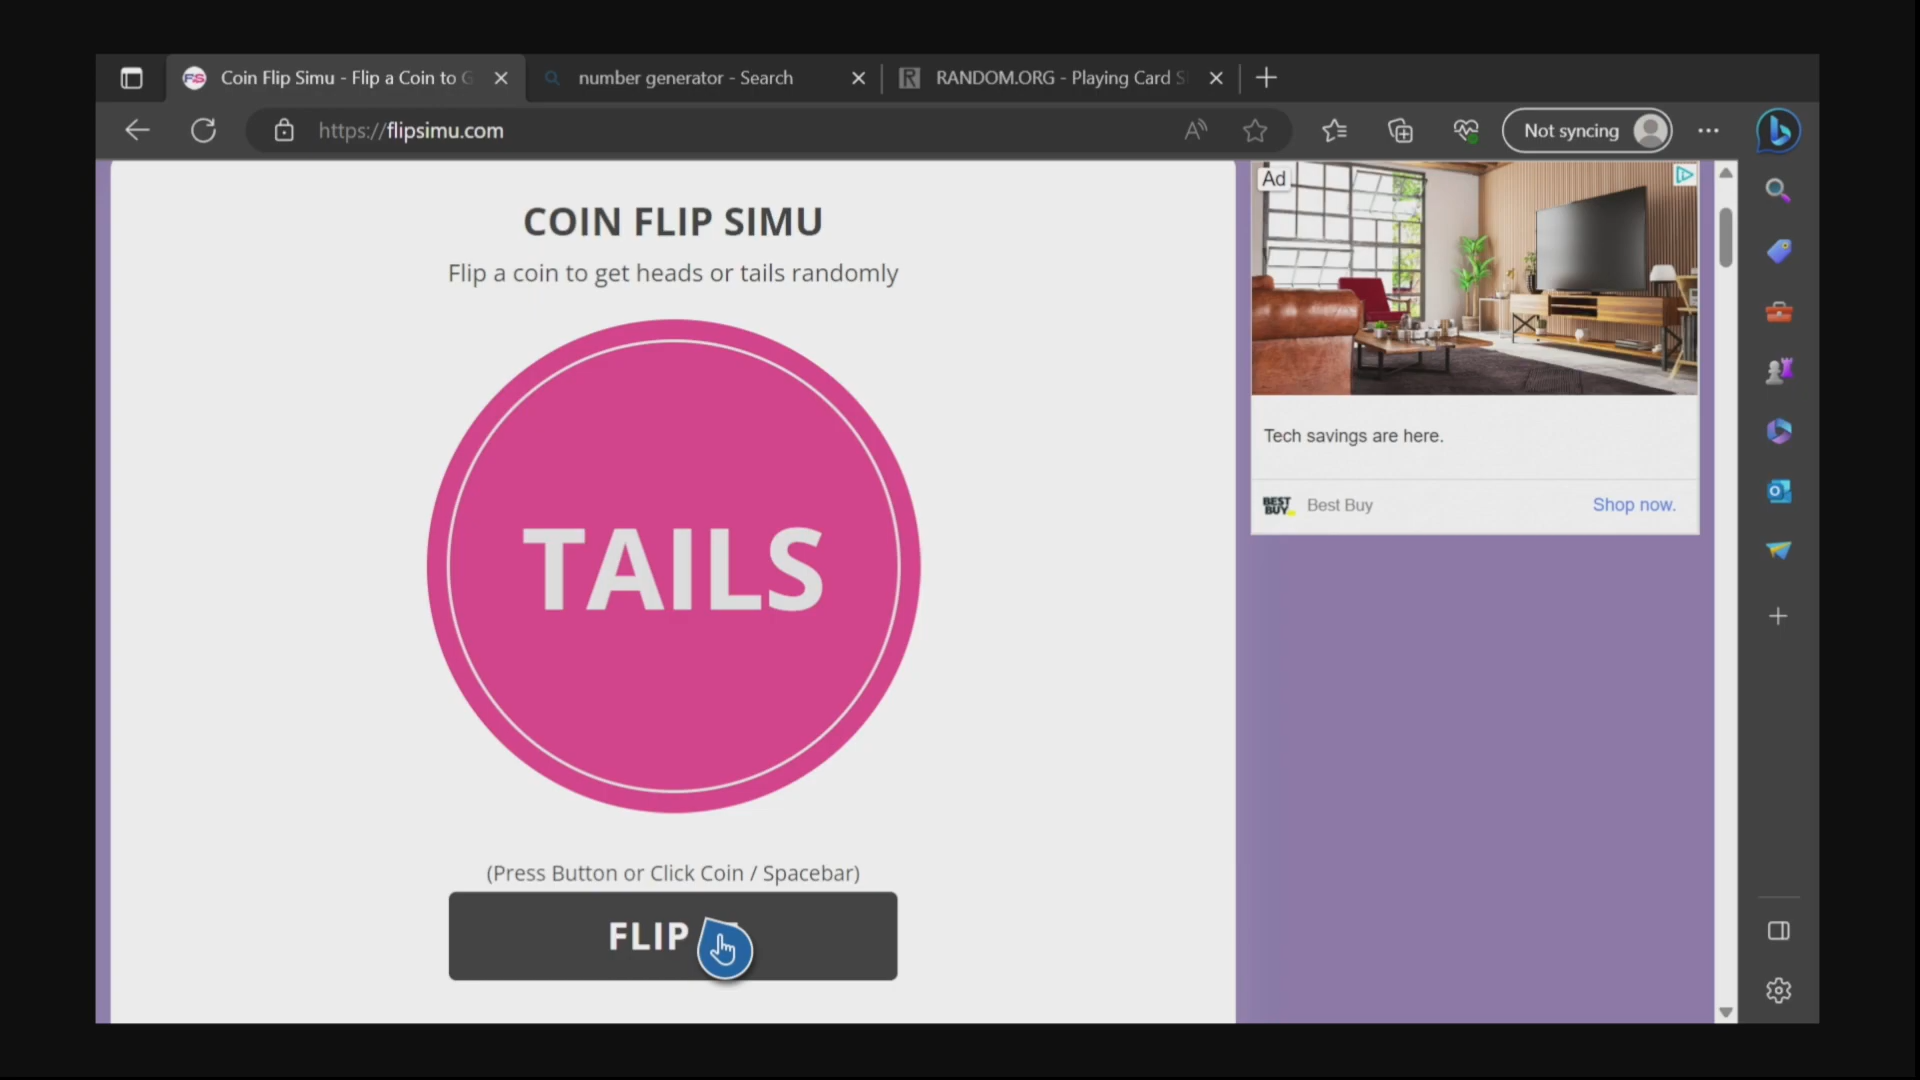 Coin Flip Simu - Flip a Coin to G
number generator - Search
RANDOM.ORG - Playing Card S
https://flipsimu.com
Not syncing
COIN FLIP SIMU
Flip a coin to get heads or tails randomly
TAILS
(Press Button or Click Coin / Spacebar)
FLIP
Ad
Tech savings are here.
BEST BUY
Best Buy
Shop now.